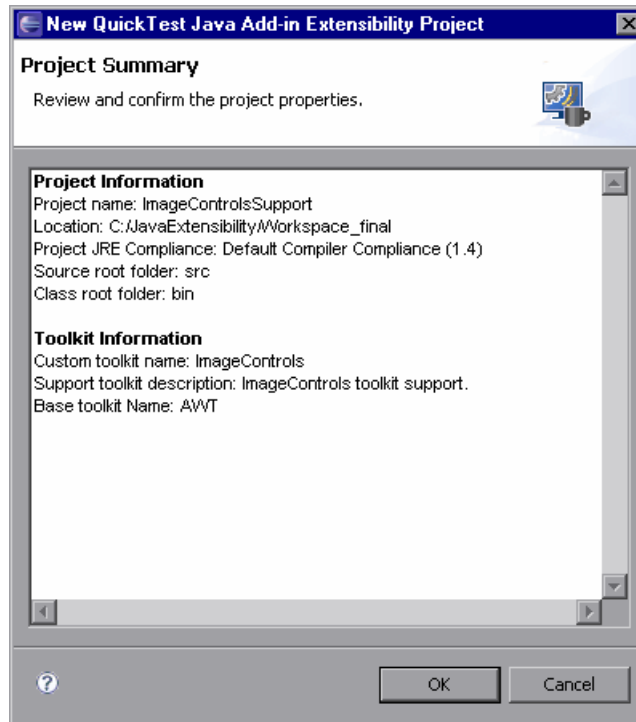 New QuickTest Java Add-in Extensibility Project
Project Summary
Review and confirm the project properties.
Project Information
Project name: ImageControlsSupport
Location: C:/JavaExtensibility/Workspace_final
Project JRE Compliance: Default Compiler Compliance (1.4)
Source root folder: src
Class root folder: bin
Toolkit Information
Custom toolkit name: ImageControls
Support toolkit description: ImageControls toolkit support.
Base toolkit Name: AWT
?
OK
Cancel